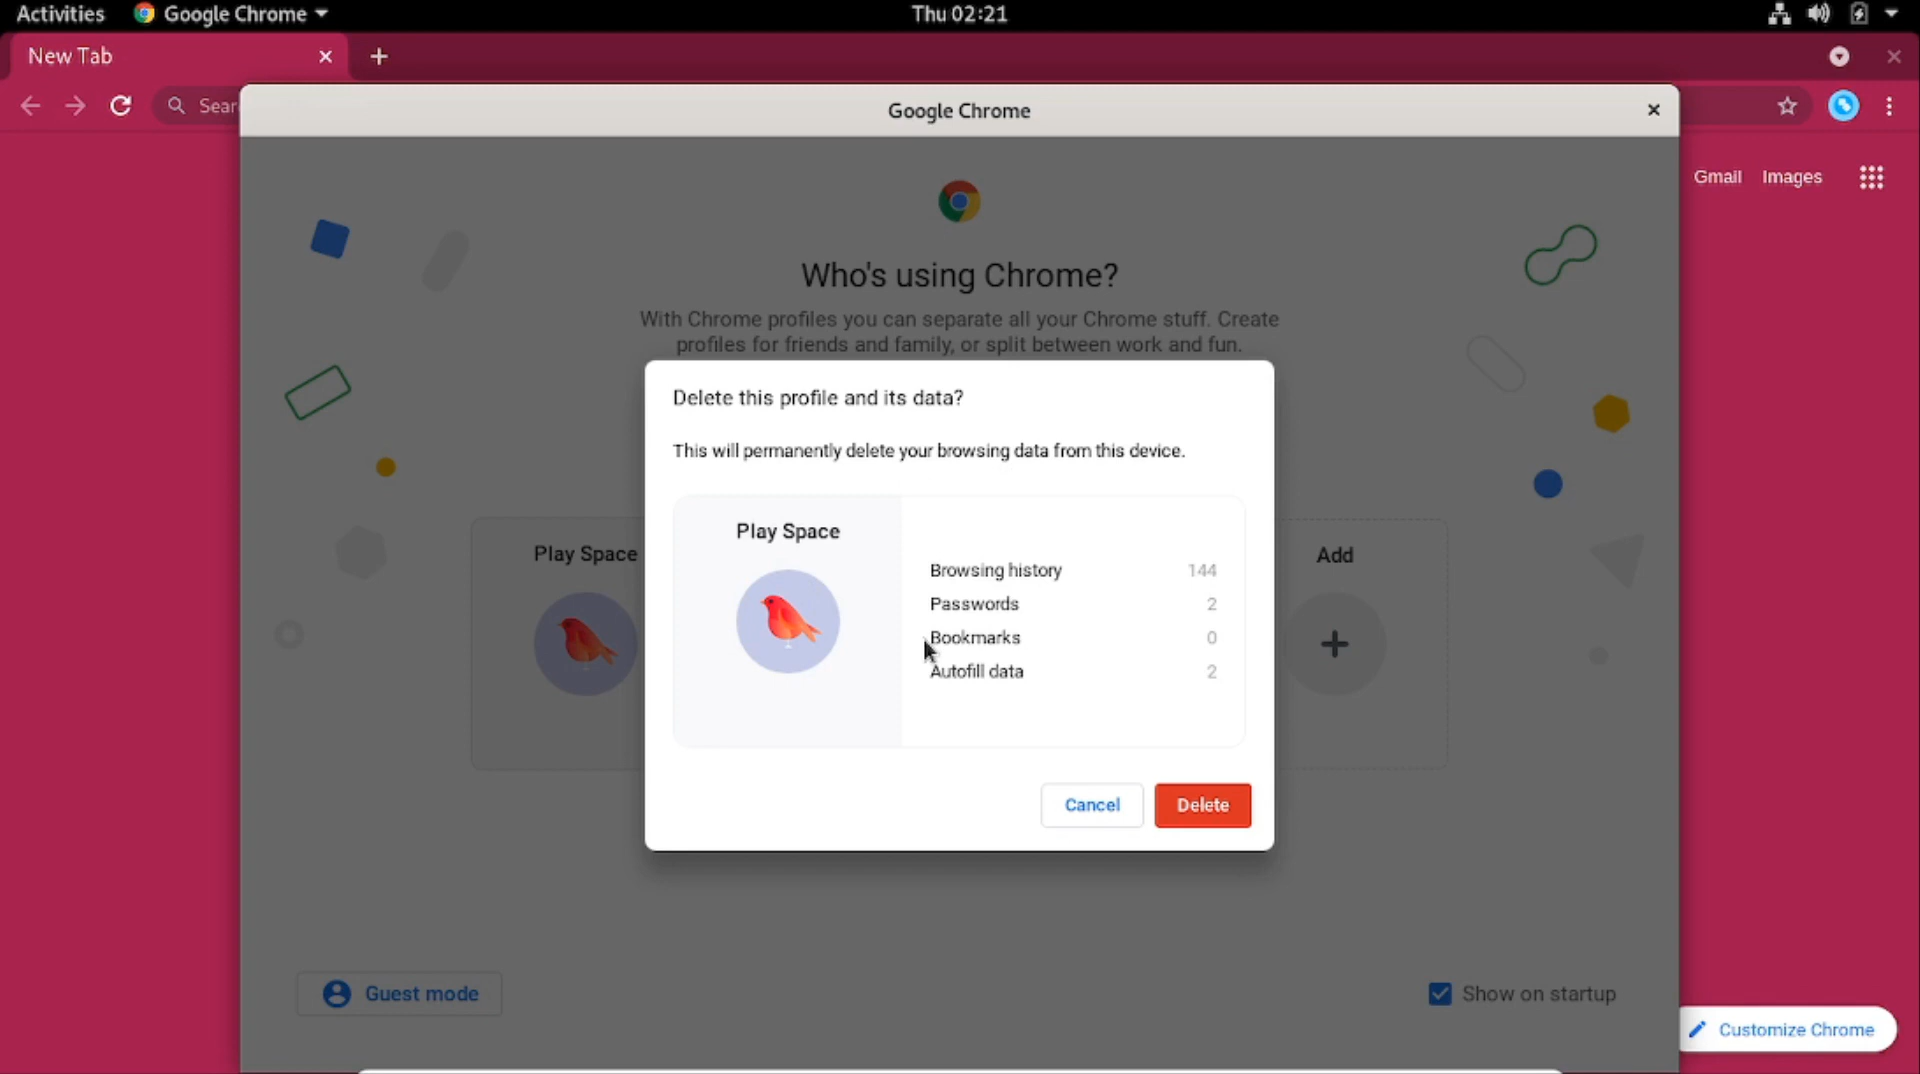 Activities Google Chrome Thu 02:21
New Tab
Sear
Google Chrome
Gmail Images
Who's using Chrome?
With Chrome profiles you can separate all your Chrome stuff. Create
profiles for friends and family, or split between work and fun.
Delete this profile and its data?
This will permanently delete your browsing data from this device.
Play Space
Play Space
Add
Browsing history 144
Passwords 2
Bookmarks 0
Autofill data 2
Cancel Delete
Guest mode
Show on startup
Customize Chrome